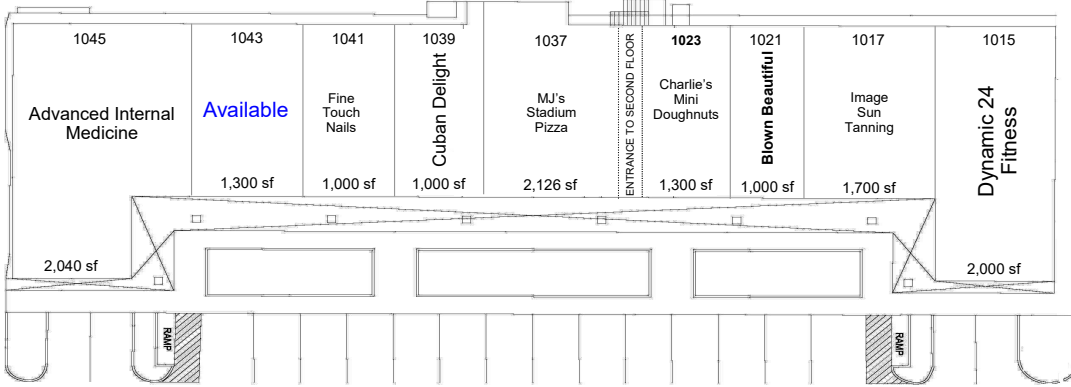 1045
Advanced Internal
Medicine
2,040 sf
1043
Available
1,300 sf
1041
Fine
Touch
Nails
1,000 sf
1039
Cuban Delight
1,000 sf
1037
MJ's
Stadium
Pizza
2,126 sf
ENTRANCE TO SECOND FLOOR
1023
Charlie's
Mini
Doughnuts
1,300 sf
1021
Blown Beautiful
1,000 sf
1017
Image
Sun
Tanning
1,700 sf
1015
Dynamic 24
Fitness
2,000 sf
RAMP
RAMP